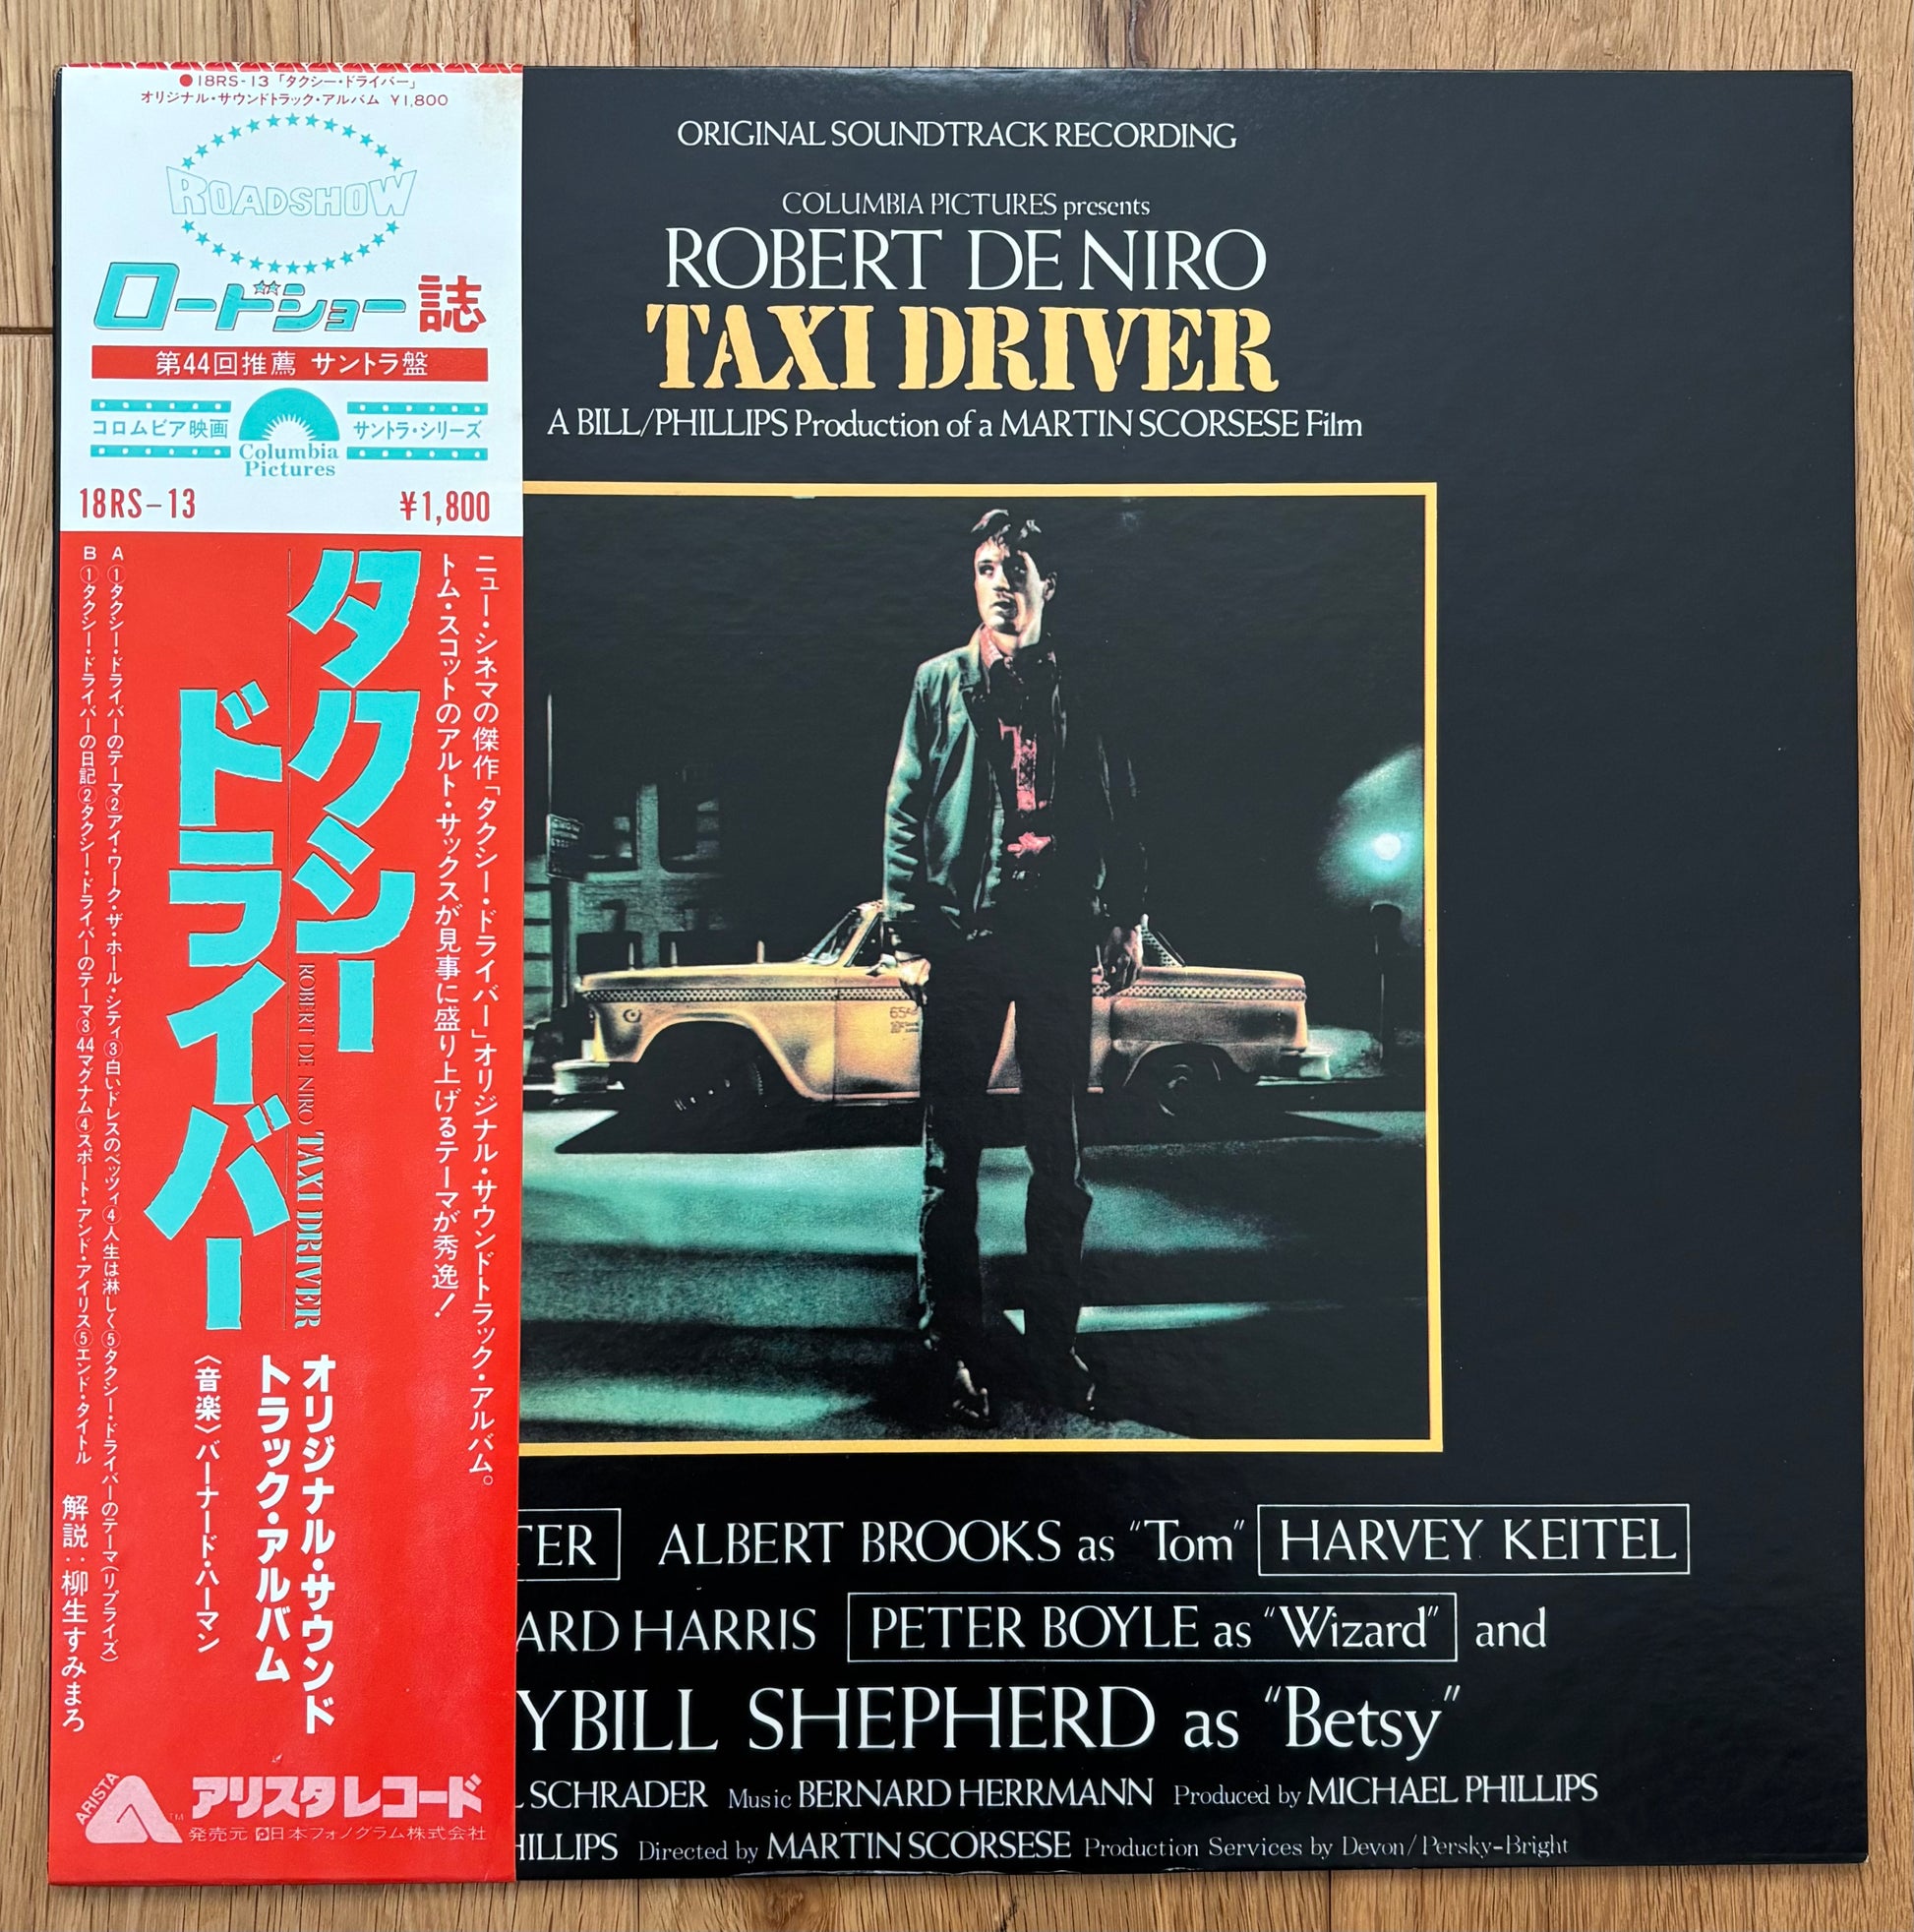 ●18RS-13「タクシー・ドライバー」
オリジナル・サウンドトラック・アルバム ¥1,800
ROADSHOW
ロードショー誌
第44回推薦 サントラ盤
コロムビア映画
Columbia
Pictures
サントラ・シリーズ
18RS-13 ¥1,800
ニュー・シネマの傑作「タクシー・ドライバー」オリジナル・サウンドトラック・アルバム。
トム・スコットのアルト・サックスが見事に盛り上げるテーマが秀逸！
タクシー
ドライバー
ROBERT DE NIRO TAXI DRIVER
オリジナル・サウンド
トラック・アルバム
〈音楽〉バーナード・ハーマン
A①タクシー・ドライバーのテーマ②アイ・ワーク・ザ・ホール・シティ③白いドレスのベッツィ④人生は淋しく⑤タクシー・ドライバーのテーマ(リプライズ)
B①タクシー・ドライバーの日記②タクシー・ドライバーのテーマ③44マグナム④スポート・アンド・アイリス⑤エンド・タイトル
解説：柳生すみまろ
ARISTA
TM
アリスタレコード
発売元 日本フォノグラム株式会社
ORIGINAL SOUNDTRACK RECORDING
COLUMBIA PICTURES presents
ROBERT DE NIRO
TAXI DRIVER
A BILL/PHILLIPS Production of a MARTIN SCORSESE Film
TER ALBERT BROOKS as “Tom” HARVEY KEITEL
ARD HARRIS PETER BOYLE as “Wizard” and
YBILL SHEPHERD as “Betsy”
L SCHRADER Music BERNARD HERRMANN Produced by MICHAEL PHILLIPS
HILLIPS Directed by MARTIN SCORSESE Production Services by Devon/Persky-Bright